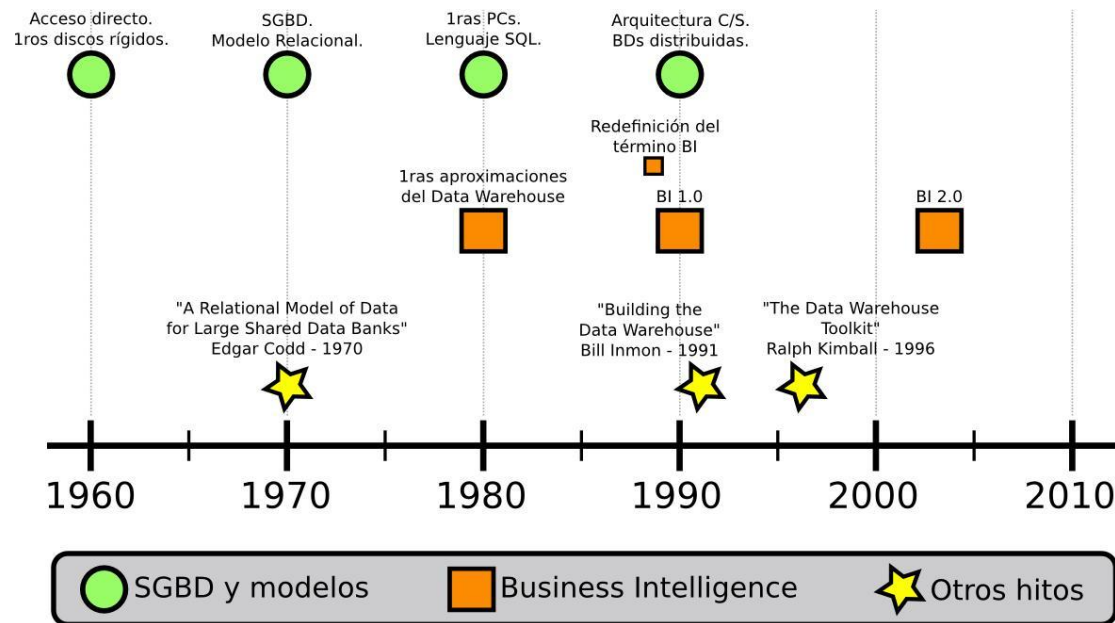 Acceso directo.
1ros discos rígidos.
SGBD.
Modelo Relacional.
1ras PCs.
Lenguaje SQL.
Arquitectura C/S.
BDs distribuidas.
Redefinición del
término BI
1ras aproximaciones
del Data Warehouse
BI 1.0
BI 2.0
"A Relational Model of Data
for Large Shared Data Banks"
Edgar Codd - 1970
"Building the
Data Warehouse"
Bill Inmon - 1991
"The Data Warehouse
Toolkit"
Ralph Kimball - 1996
1960
1970
1980
1990
2000
2010
SGBD y modelos
Business Intelligence
Otros hitos